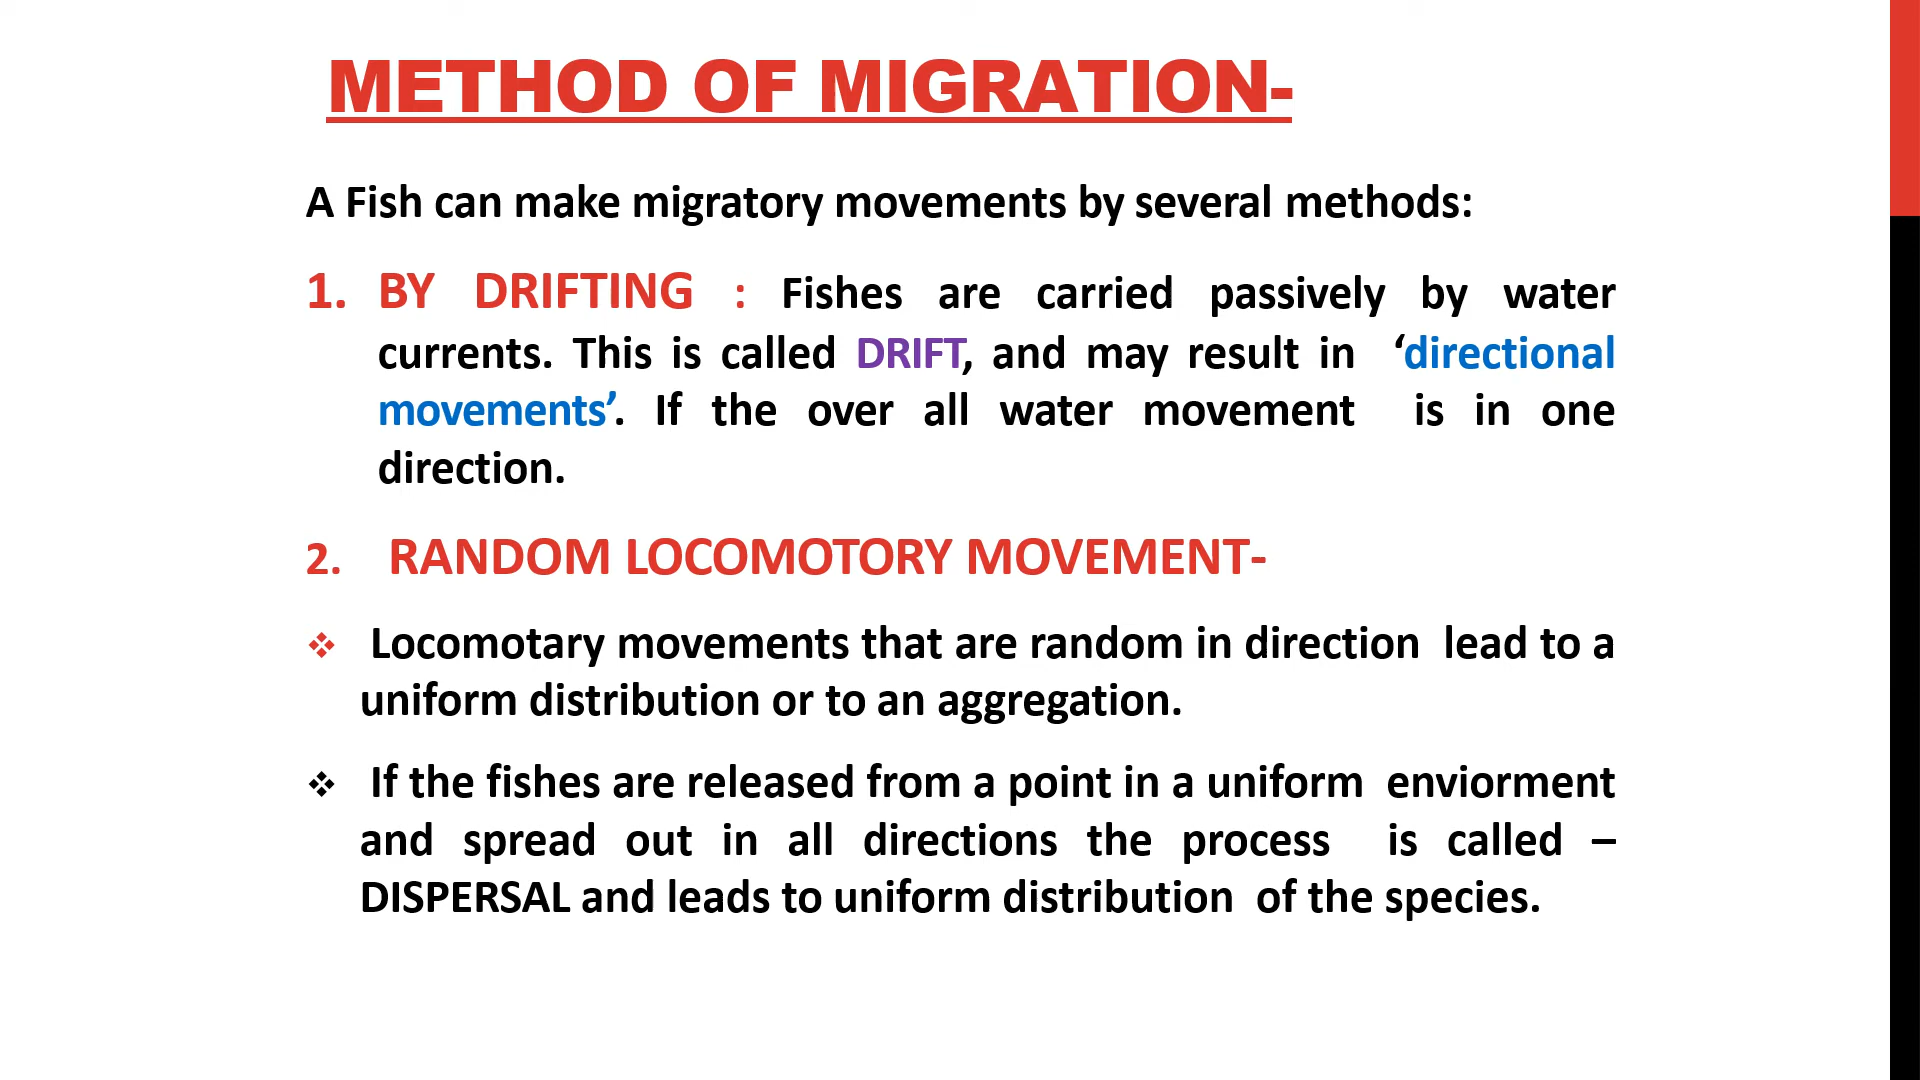 METHOD OF MIGRATION-
A Fish can make migratory movements by several methods:
1. BY DRIFTING : Fishes are carried passively by water
currents. This is called DRIFT, and may result in ‘directional
movements’. If the over all water movement is in one
direction.
2. RANDOM LOCOMOTORY MOVEMENT-
❖ Locomotary movements that are random in direction lead to a
uniform distribution or to an aggregation.
❖ If the fishes are released from a point in a uniform enviorment
and spread out in all directions the process is called –
DISPERSAL and leads to uniform distribution of the species.